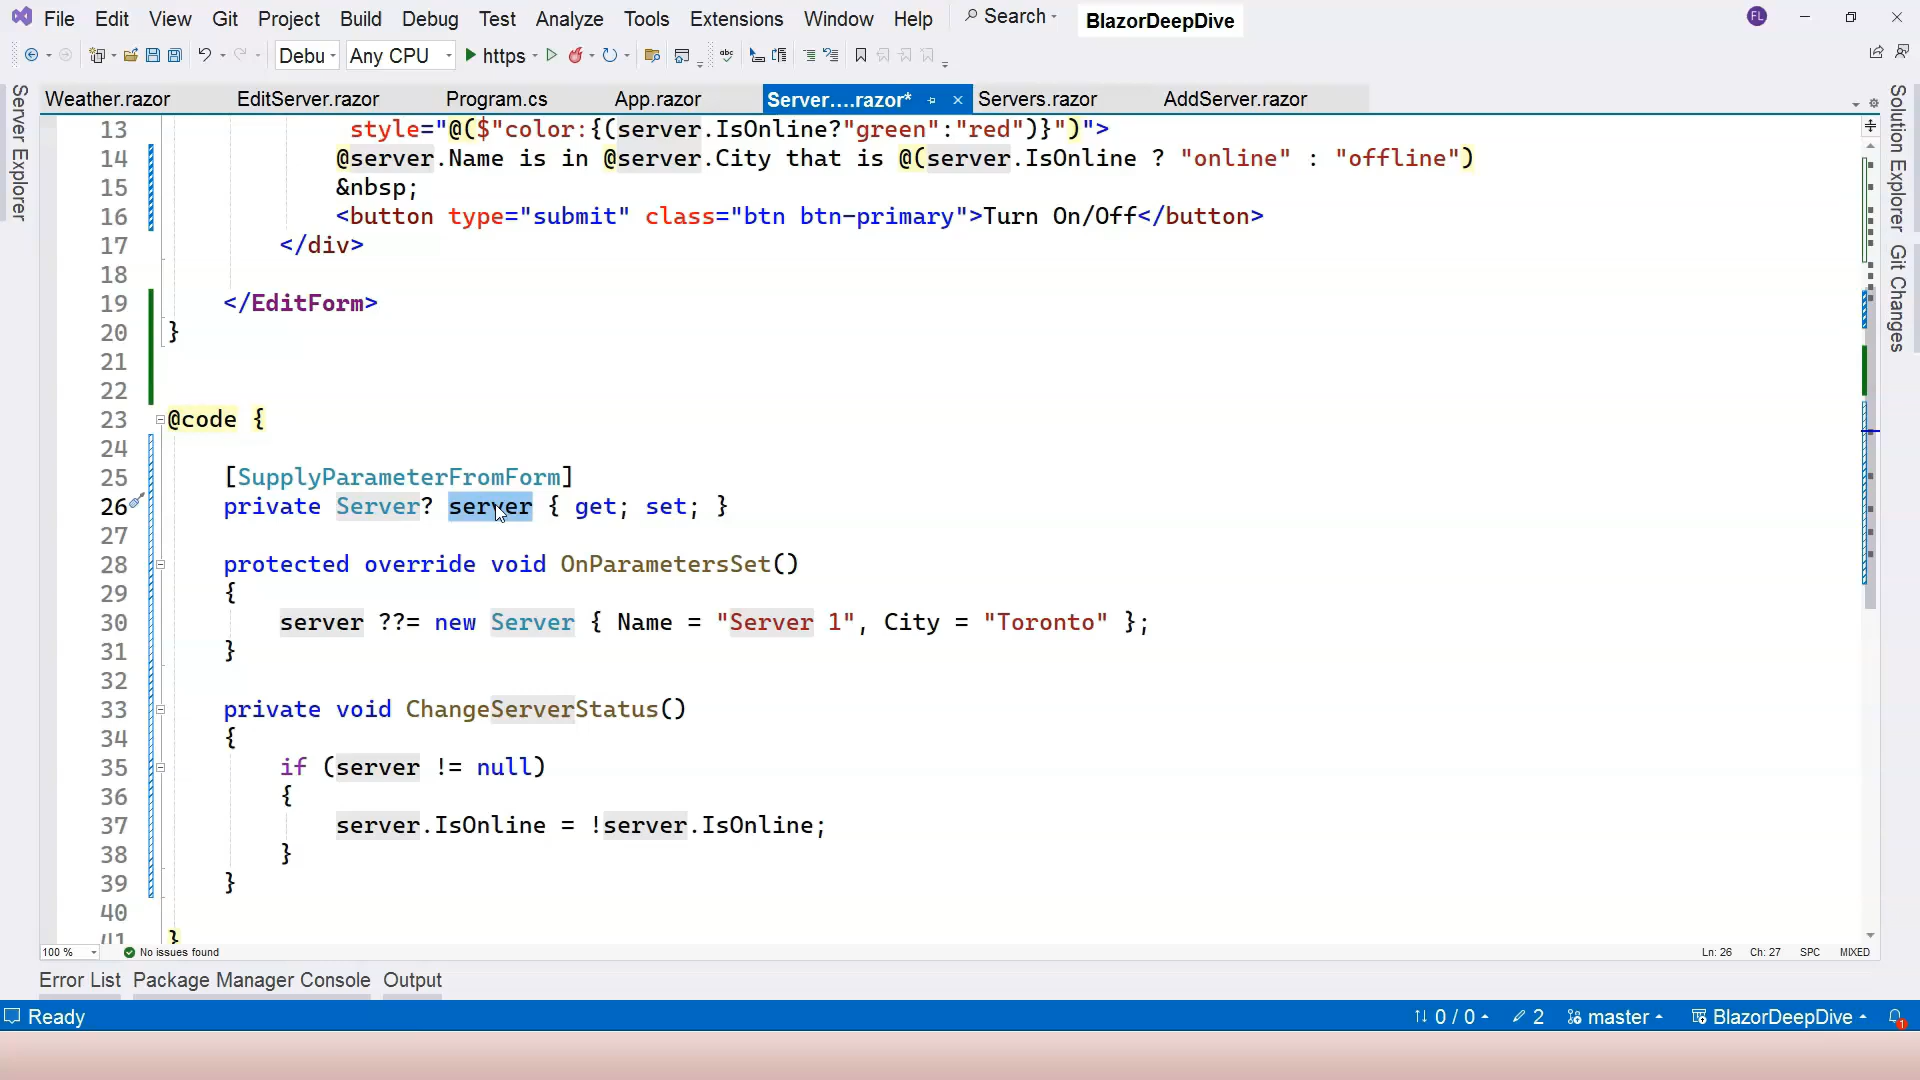 File Edit View Git Project Build Debug Test Analyze Tools Extensions Window Help Search BlazorDeepDive FL
Debu Any CPU https abc
Server Explorer
Weather.razor EditServer.razor Program.cs App.razor Server....razor* Servers.razor AddServer.razor
13 style="@($"color:{(server.IsOnline?"green":"red")}")">
14 @server.Name is in @server.City that is @(server.IsOnline ? "online" : "offline")
15 &nbsp;
16 <button type="submit" class="btn btn-primary">Turn On/Off</button>
17 </div>
18
19 </EditForm>
20 }
21
22
23 @code {
24
25 [SupplyParameterFromForm]
26 private Server? server { get; set; }
27
28 protected override void OnParametersSet()
29 {
30 server ??= new Server { Name = "Server 1", City = "Toronto" };
31 }
32
33 private void ChangeServerStatus()
34 {
35 if (server != null)
36 {
37 server.IsOnline = !server.IsOnline;
38 }
39 }
40
41 }
Solution Explorer
Git Changes
100 % No issues found Ln: 26 Ch: 27 SPC MIXED
Error List Package Manager Console Output
Ready 0 / 0 2 master BlazorDeepDive 1